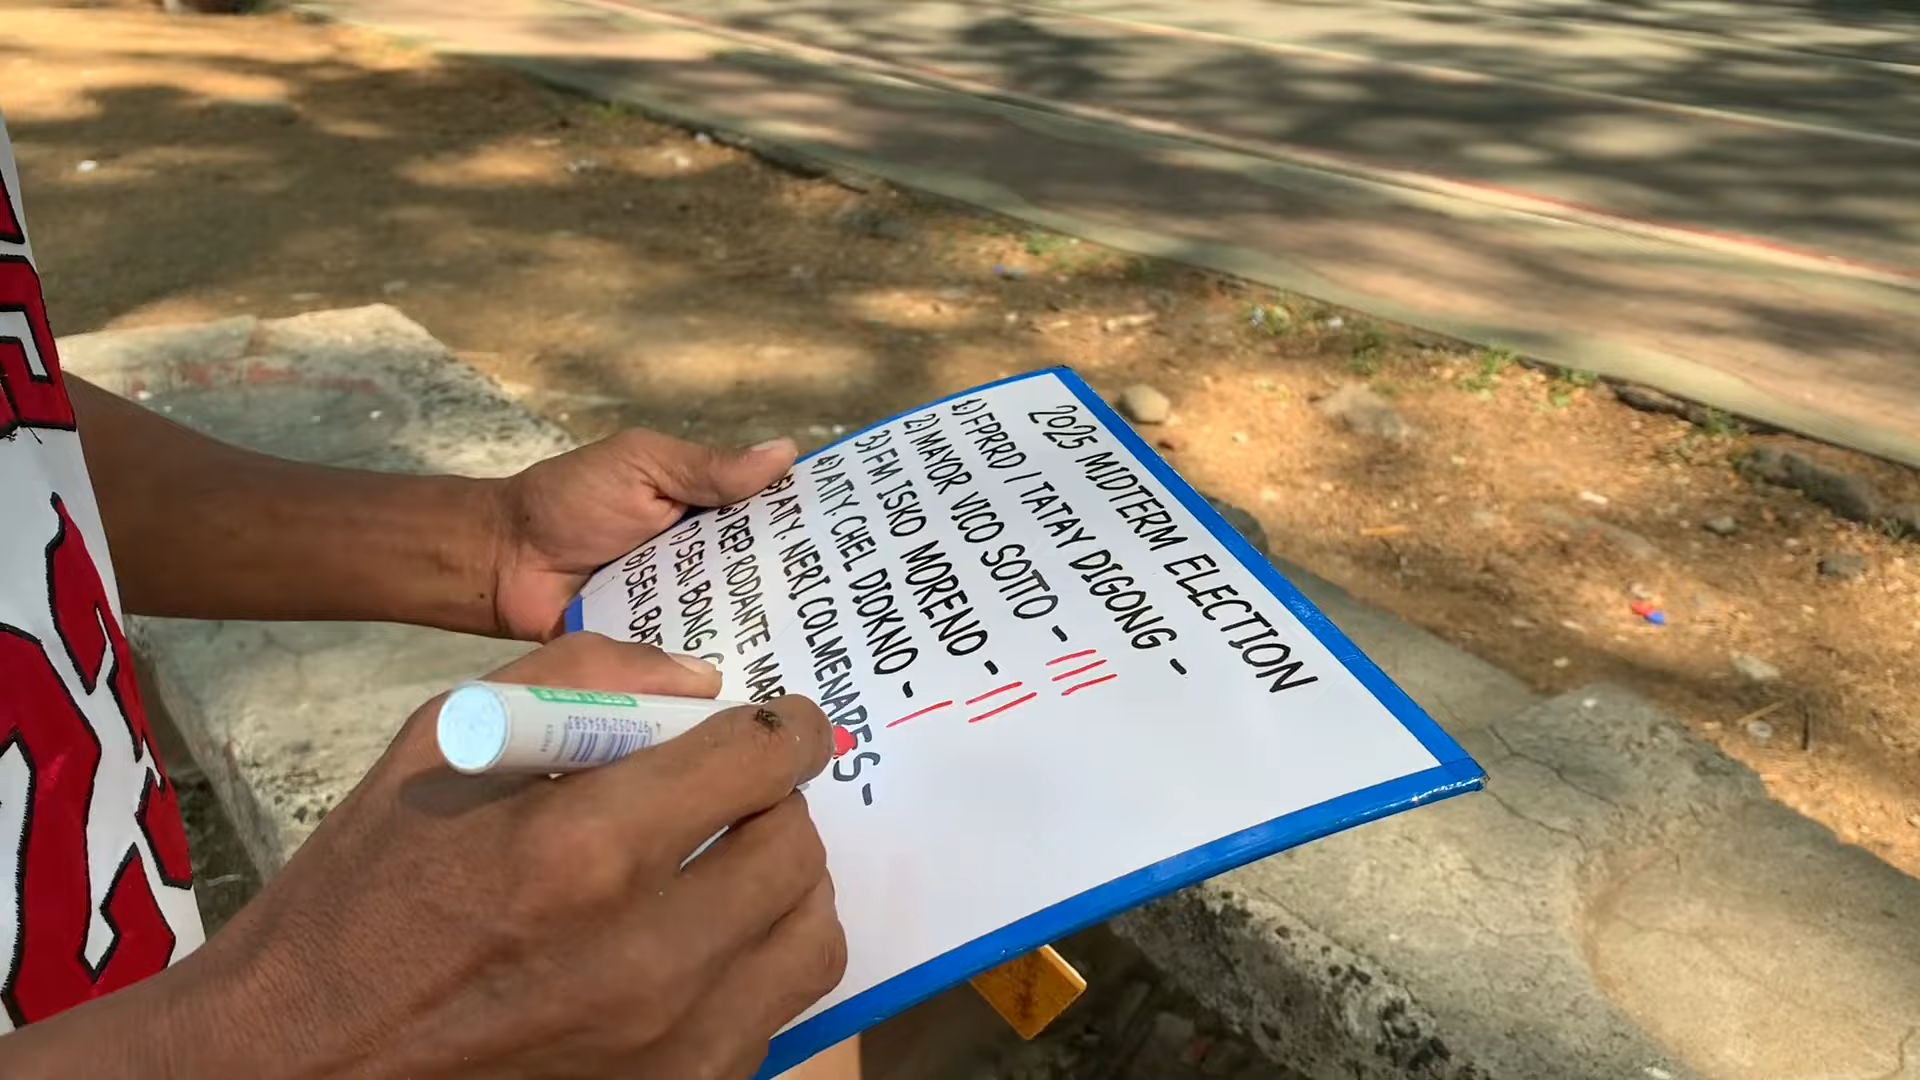 2025 MIDTERM ELECTION
1) FPRRD / TATAY DIGONG -
2) MAYOR VICO SOTTO - |||
3) FM ISKO MORENO - ||
4) ATTY. CHEL DIOKNO - |
5) ATTY. NERI COLMENARES -
6) REP. RODANTE MAR
7.) SEN. BONG G
8) SEN. BAT